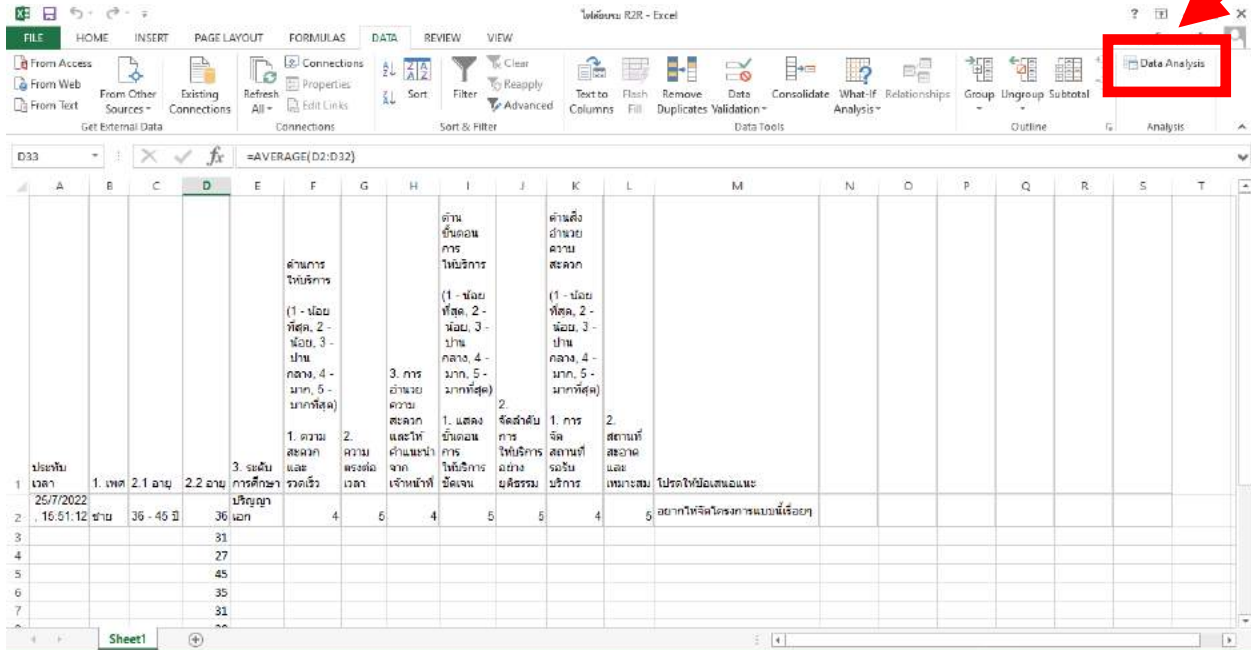 ไฟล์อบรม R2R - Excel
FILE HOME INSERT PAGE LAYOUT FORMULAS DATA REVIEW VIEW
From Access
From Web
From Text
From Other Sources
Existing Connections
Get External Data
Refresh All
Connections
Properties
Edit Links
Connections
Sort
Filter
Clear
Reapply
Advanced
Sort & Filter
Text to Columns
Flash Fill
Remove Duplicates
Data Validation
Consolidate
What-If Analysis
Relationships
Data Tools
Group
Ungroup
Subtotal
Outline
Data Analysis
Analysis
D33 fx =AVERAGE(D2:D32)
A B C D E F G H I J K L M N O P Q R S T
1
ประทับ
เวลา
1. เพศ
2.1 อายุ
2.2 อายุ
3. ระดับ
การศึกษา
ด้านการ
ให้บริการ
(1 - น้อย
ที่สุด, 2 -
น้อย, 3 -
ปาน
กลาง, 4 -
มาก, 5 -
มากที่สุด)
1. ความ
สะดวก
และ
รวดเร็ว
2.
ความ
ตรงต่อ
เวลา
3. การ
อำนวย
ความ
สะดวก
และให้
คำแนะนำ
จาก
เจ้าหน้าที่
ด้าน
ขั้นตอน
การ
ให้บริการ
(1 - น้อย
ที่สุด, 2 -
น้อย, 3 -
ปาน
กลาง, 4 -
มาก, 5 -
มากที่สุด)
1. แสดง
ขั้นตอน
การ
ให้บริการ
ชัดเจน
2.
จัดลำดับ
การ
ให้บริการ
อย่าง
ยุติธรรม
ด้านสิ่ง
อำนวย
ความ
สะดวก
(1 - น้อย
ที่สุด, 2 -
น้อย, 3 -
ปาน
กลาง, 4 -
มาก, 5 -
มากที่สุด)
1. การ
จัด
สถานที่
รอรับ
บริการ
2.
สถานที่
สะอาด
และ
เหมาะสม
โปรดให้ข้อเสนอแนะ
2
25/7/2022
, 15:51:12
ชาย
36 - 45 ปี
36
ปริญญา
เอก
4 5 4 5 5 4 5
อยากให้จัดโครงการแบบนี้เรื่อยๆ
3 31
4 27
5 45
6 35
7 31
Sheet1